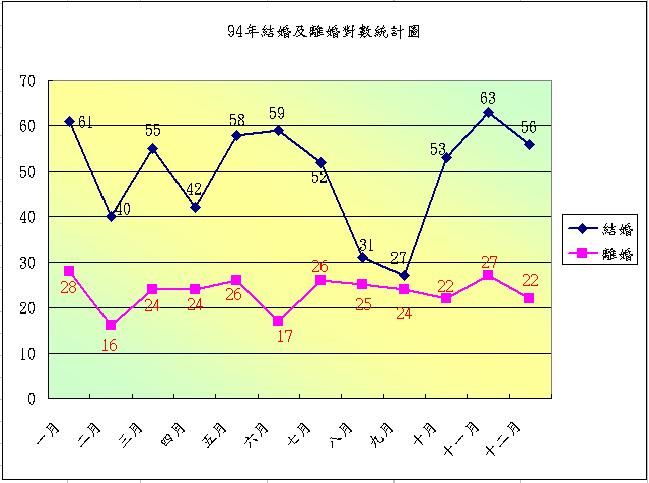 94年結婚及離婚對數統計圖
70
60
50
40
30
20
10
0
61
40
55
42
58
59
52
31
27
53
63
56
28
16
24
24
26
17
26
25
24
22
27
22
一月
二月
三月
四月
五月
六月
七月
八月
九月
十月
十一月
十二月
結婚
離婚